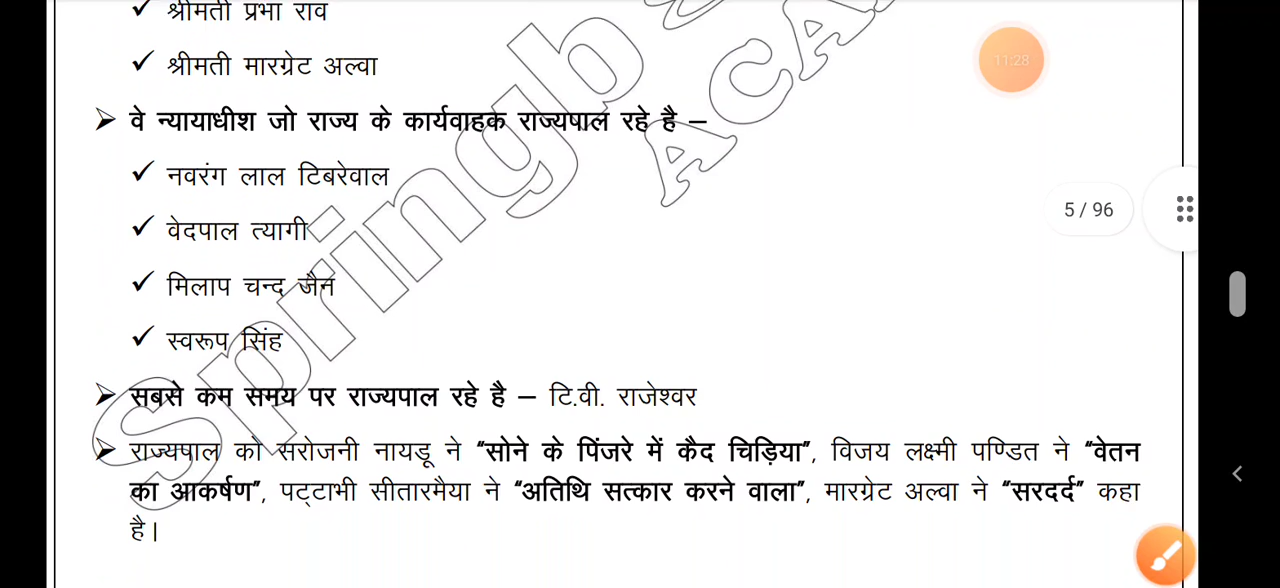 ✓ श्रीमती प्रभा राव
✓ श्रीमती मारग्रेट अल्वा
11:28
➢ वे न्यायाधीश जो राज्य के कार्यवाहक राज्यपाल रहे है –
✓ नवरंग लाल टिबरेवाल
5 / 96
✓ वेदपाल त्यागी
✓ मिलाप चन्द जैन
✓ स्वरूप सिंह
➢ सबसे कम समय पर राज्यपाल रहे है – टि.वी. राजेश्वर
➢ राज्यपाल को सरोजनी नायडू ने "सोने के पिंजरे में कैद चिड़िया", विजय लक्ष्मी पण्डित ने "वेतन
का आकर्षण", पट्टाभी सीतारमैया ने "अतिथि सत्कार करने वाला", मारग्रेट अल्वा ने "सरदर्द" कहा
है।
Springb
ACA